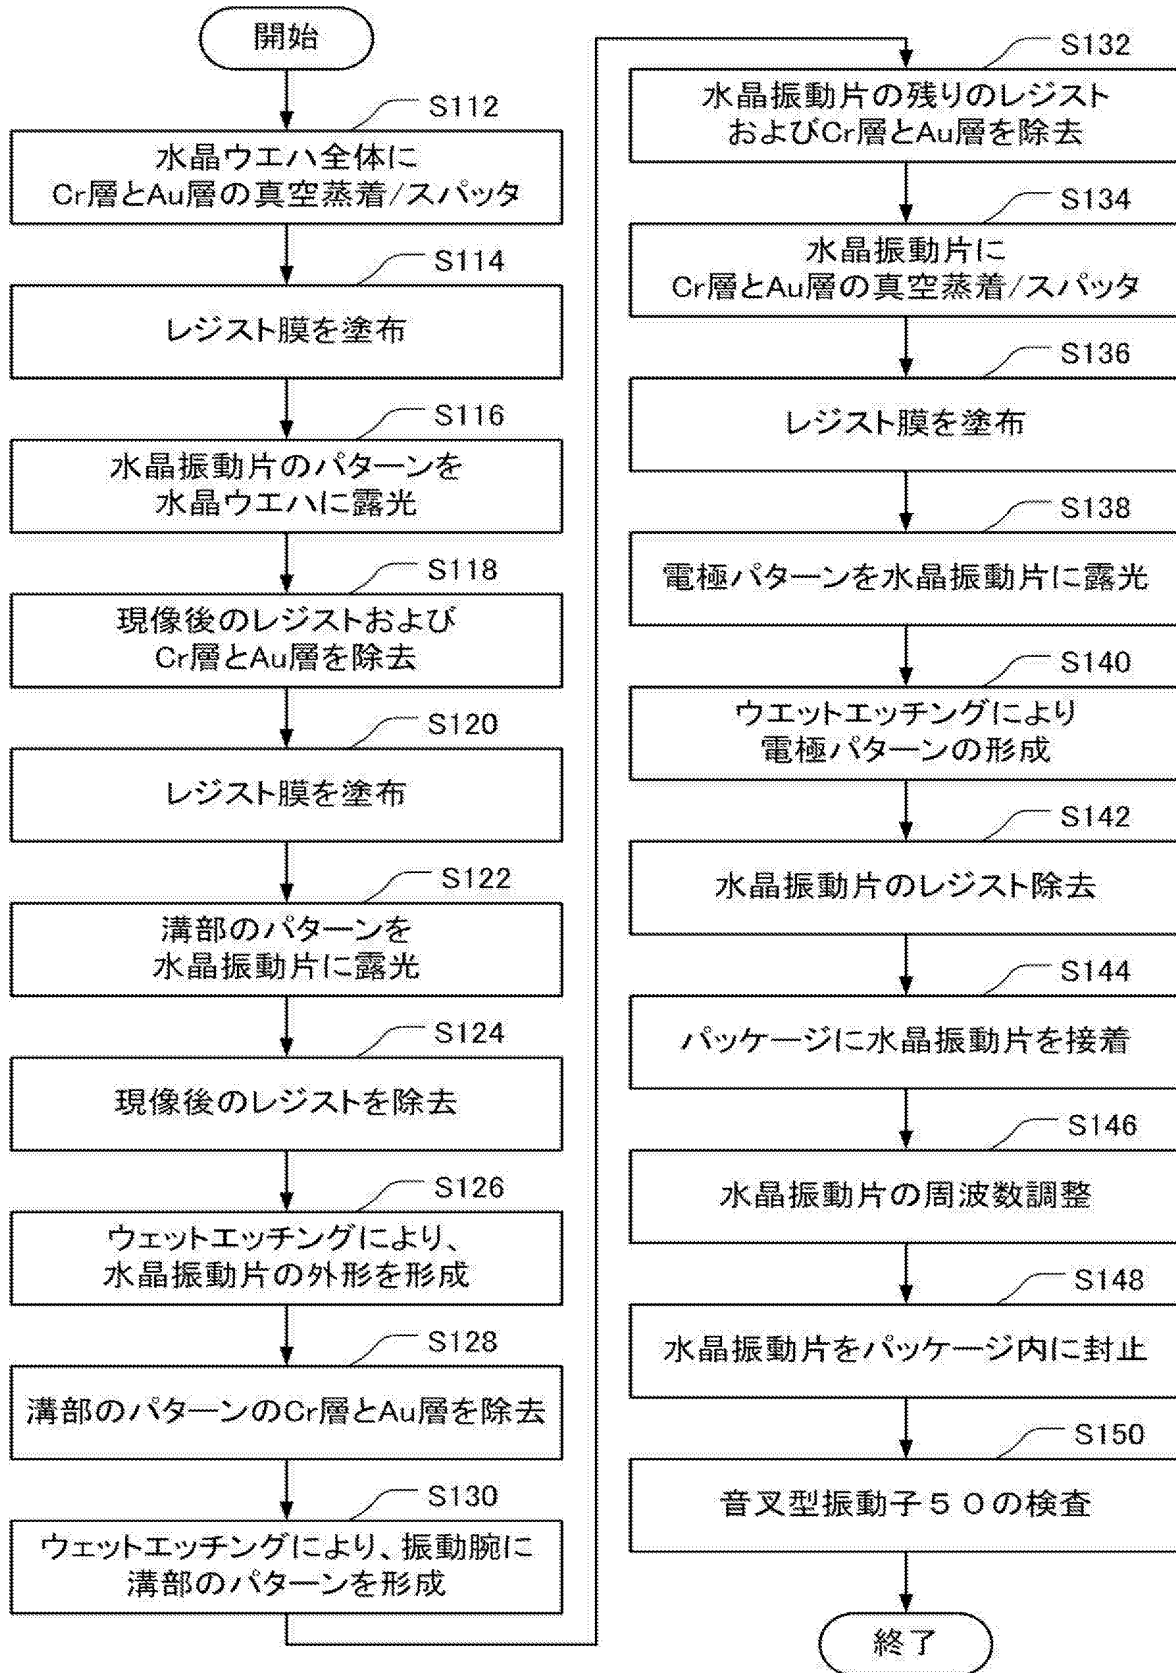 開始
S112
水晶ウエハ全体に
Cr層とAu層の真空蒸着/スパッタ
S114
レジスト膜を塗布
S116
水晶振動片のパターンを
水晶ウエハに露光
S118
現像後のレジストおよび
Cr層とAu層を除去
S120
レジスト膜を塗布
S122
溝部のパターンを
水晶振動片に露光
S124
現像後のレジストを除去
S126
ウェットエッチングにより、
水晶振動片の外形を形成
S128
溝部のパターンのCr層とAu層を除去
S130
ウェットエッチングにより、振動腕に
溝部のパターンを形成
S132
水晶振動片の残りのレジスト
およびCr層とAu層を除去
S134
水晶振動片に
Cr層とAu層の真空蒸着/スパッタ
S136
レジスト膜を塗布
S138
電極パターンを水晶振動片に露光
S140
ウエットエッチングにより
電極パターンの形成
S142
水晶振動片のレジスト除去
S144
パッケージに水晶振動片を接着
S146
水晶振動片の周波数調整
S148
水晶振動片をパッケージ内に封止
S150
音叉型振動子５０の検査
終了